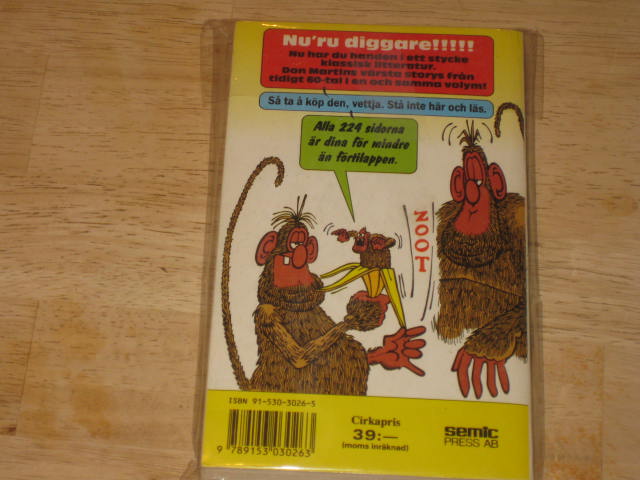 Nu'ru diggare!!!!!
Nu har du handen i ett stycke
klassisk litteratur.
Don Martins värsta storys från
tidigt 60-tal i en och samma volym!
Så ta å köp den, vettja. Stå inte här och läs.
Alla 224 sidorna
är dina för mindre
än förtilappen.
ZOOT
ISBN 91-530-3026-5
9 789153 030263
Cirkapris
39:—
(moms inräknad)
semic
PRESS AB